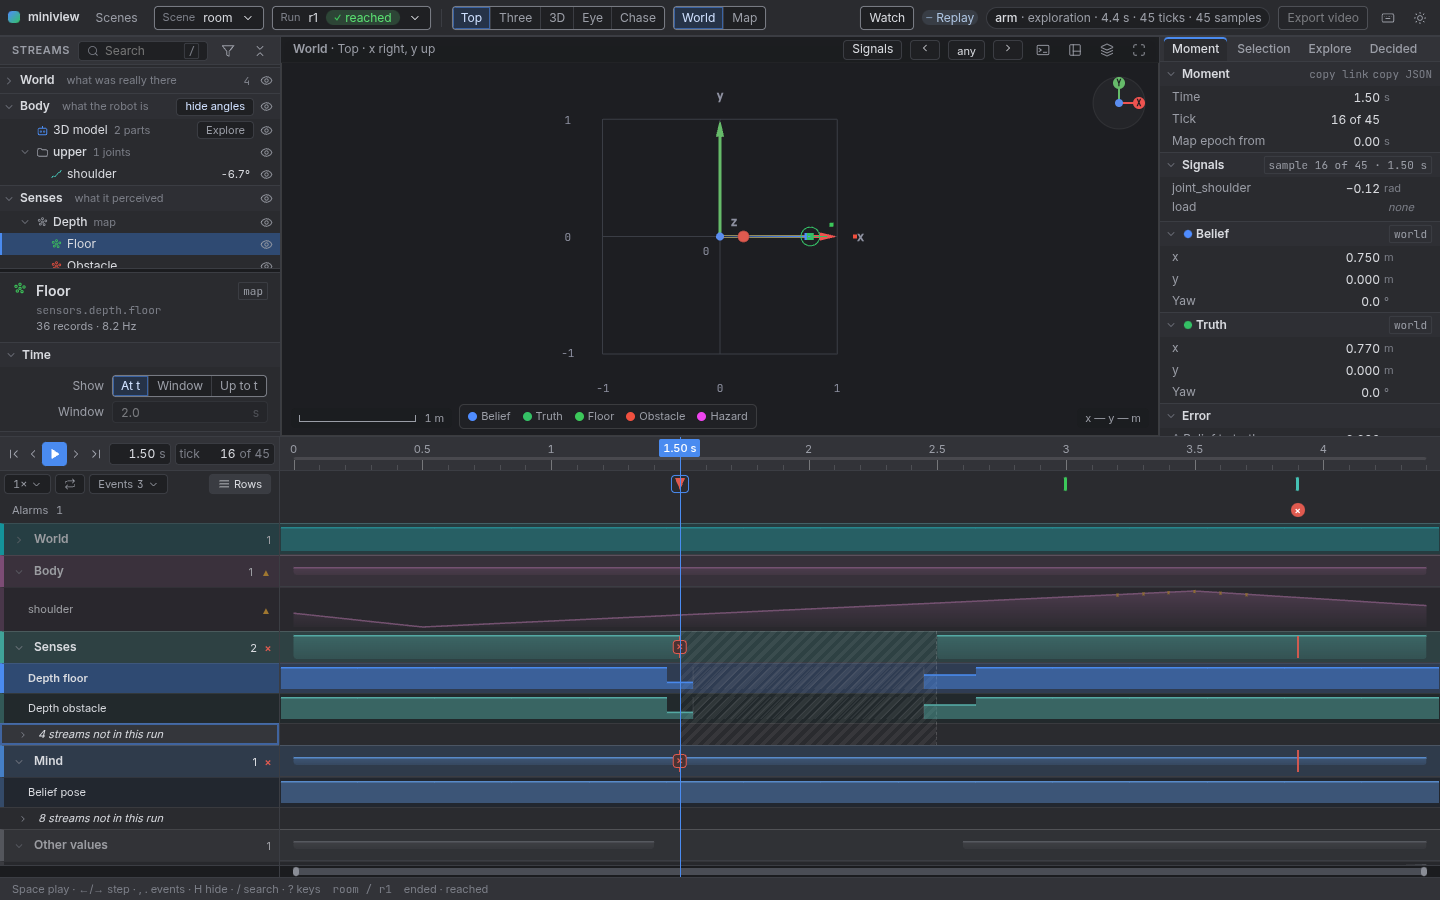 miniview Scenes Scene room Run r1 ✓ reached Top Three 3D Eye Chase World Map Watch Replay arm · exploration · 4.4 s · 45 ticks · 45 samples Export video
STREAMS Search /
World what was really there 4
Body what the robot is hide angles
3D model 2 parts Explore
upper 1 joints
shoulder -6.7°
Senses what it perceived
Depth map
Floor
Obstacle
Floor map
sensors.depth.floor
36 records · 8.2 Hz
Time
Show At t Window Up to t
Window 2.0 s
World · Top · x right, y up Signals any
Y
X
y
1
z
0
x
0
-1
-1 0 1
1 m
Belief Truth Floor Obstacle Hazard
x — y — m
Moment Selection Explore Decided
Moment copy link copy JSON
Time 1.50 s
Tick 16 of 45
Map epoch from 0.00 s
Signals sample 16 of 45 · 1.50 s
joint_shoulder −0.12 rad
load none
Belief world
x 0.750 m
y 0.000 m
Yaw 0.0 °
Truth world
x 0.770 m
y 0.000 m
Yaw 0.0 °
Error
1.50 s tick 16 of 45
0 0.5 1 1.50 s 2 2.5 3 3.5 4
1× Events 3 Rows
Alarms 1
World 1
Body 1
shoulder
Senses 2 ×
Depth floor
Depth obstacle
4 streams not in this run
Mind 1 ×
Belief pose
8 streams not in this run
Other values 1
Space play · ←/→ step · , . events · H hide · / search · ? keys room / r1 ended · reached